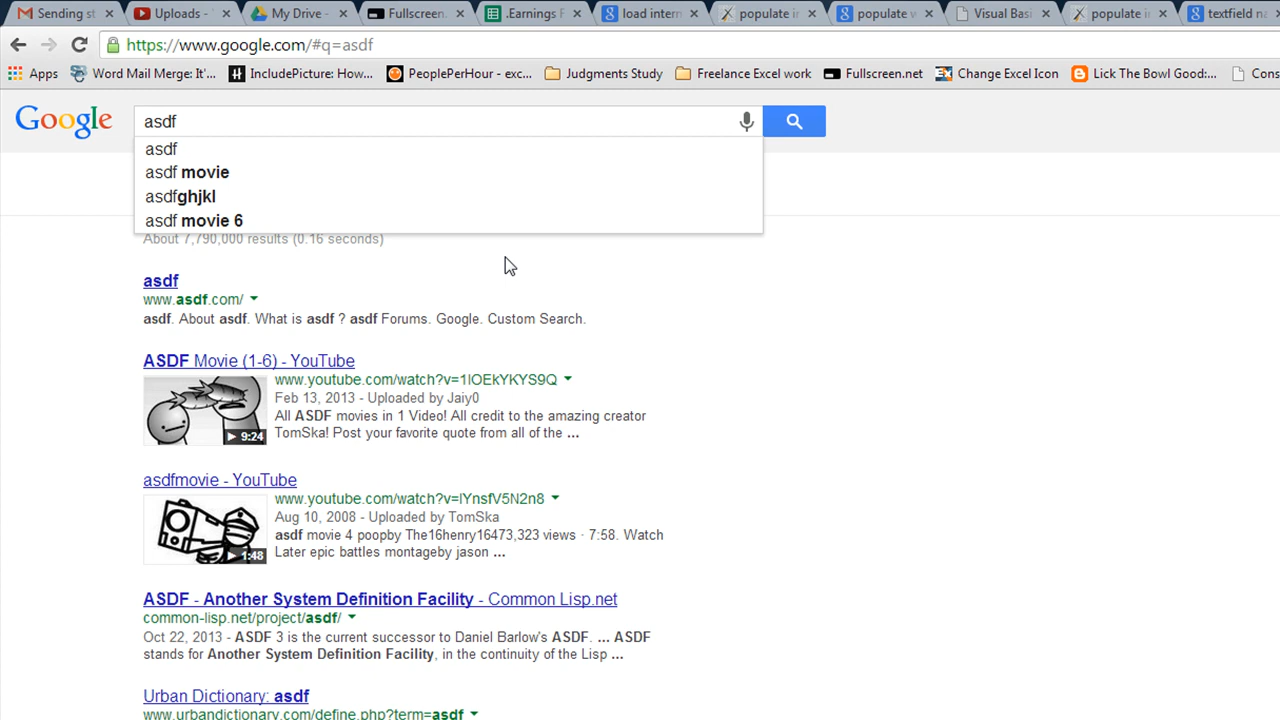 Sending st
Uploads -
My Drive -
Fullscreen.
.Earnings F
load intern
populate in
populate w
Visual Basi
populate in
textfield na
https://www.google.com/#q=asdf
Apps
Word Mail Merge: It'...
IncludePicture: How...
PeoplePerHour - exc...
Judgments Study
Freelance Excel work
Fullscreen.net
Change Excel Icon
Lick The Bowl Good:...
Cons
Google
asdf
asdf
asdf movie
asdfghjkl
asdf movie 6
About 7,790,000 results (0.16 seconds)
asdf
www.asdf.com/
asdf. About asdf. What is asdf ? asdf Forums. Google. Custom Search.
ASDF Movie (1-6) - YouTube
www.youtube.com/watch?v=1IOEkYKYS9Q
Feb 13, 2013 - Uploaded by Jaiy0
All ASDF movies in 1 Video! All credit to the amazing creator
TomSka! Post your favorite quote from all of the ...
9:24
asdfmovie - YouTube
www.youtube.com/watch?v=IYnsfV5N2n8
Aug 10, 2008 - Uploaded by TomSka
asdf movie 4 poopby The16henry16473,323 views · 7:58. Watch
Later epic battles montageby jason ...
1:48
ASDF - Another System Definition Facility - Common Lisp.net
common-lisp.net/project/asdf/
Oct 22, 2013 - ASDF 3 is the current successor to Daniel Barlow's ASDF. ... ASDF
stands for Another System Definition Facility, in the continuity of the Lisp ...
Urban Dictionary: asdf
www.urbandictionary.com/define.php?term=asdf